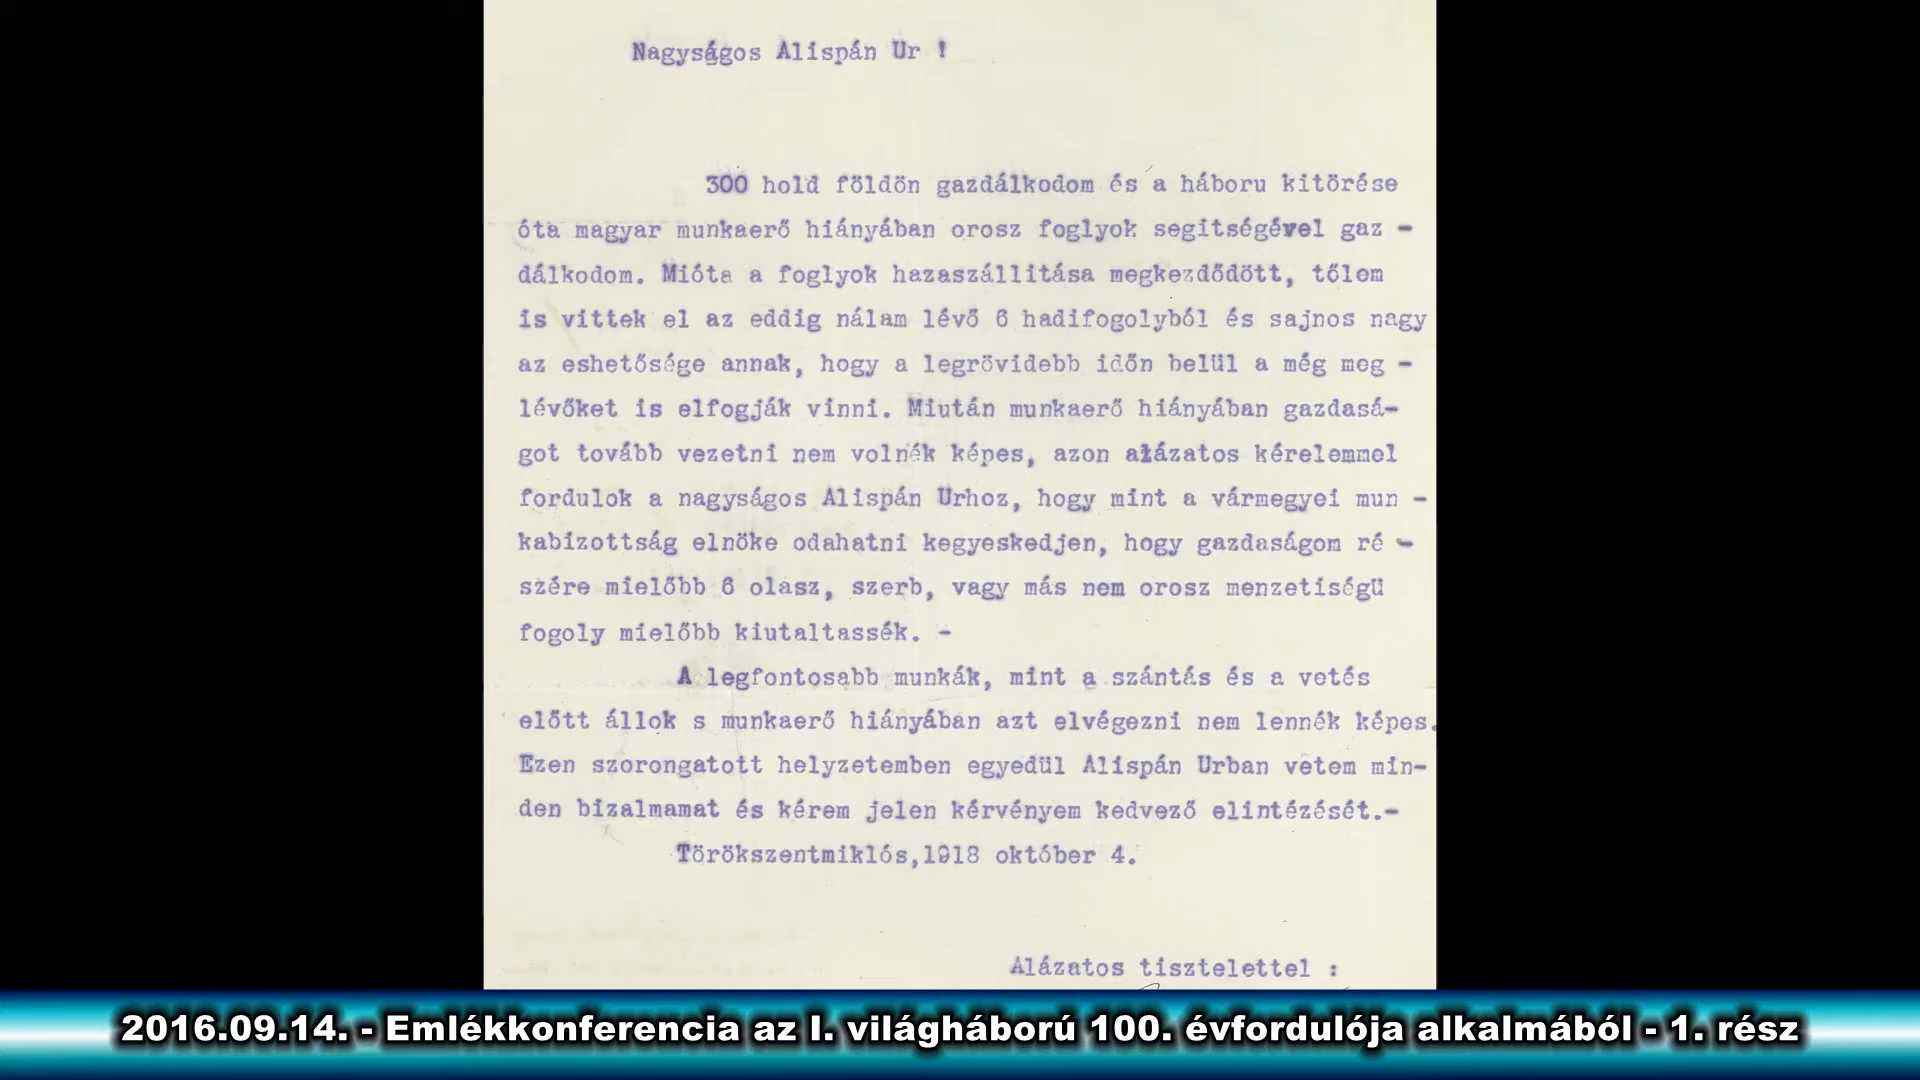 Nagyságos Alispán Ur !
300 hold földön gazdálkodom és a háboru kitörése
óta magyar munkaerő hiányában orosz foglyok segitségével gaz -
dálkodom. Mióta a foglyok hazaszállitása megkezdődött, tőlem
is vittek el az eddig nálam lévő 6 hadifogolyból és sajnos nagy
az eshetősége annak, hogy a legrövidebb időn belül a még meg -
lévőket is elfogják vinni. Miután munkaerő hiányában gazdasá-
got tovább vezetni nem volnék képes, azon alázatos kérelemmel
fordulok a nagyságos Alispán Urhoz, hogy mint a vármegyei mun -
kabizottság elnöke odahatni kegyeskedjen, hogy gazdaságom ré -
szére mielőbb 6 olasz, szerb, vagy más nem orosz menzetiségü
fogoly mielőbb kiutaltassék. -
A legfontosabb munkák, mint a szántás és a vetés
előtt állok s munkaerő hiányában azt elvégezni nem lennék képes.
Ezen szorongatott helyzetemben egyedül Alispán Urban vetem min-
den bizalmamat és kérem jelen kérvényem kedvező elintézését.-
Törökszentmiklós,1918 október 4.
Alázatos tisztelettel :
2016.09.14. - Emlékkonferencia az I. világháború 100. évfordulója alkalmából - 1. rész